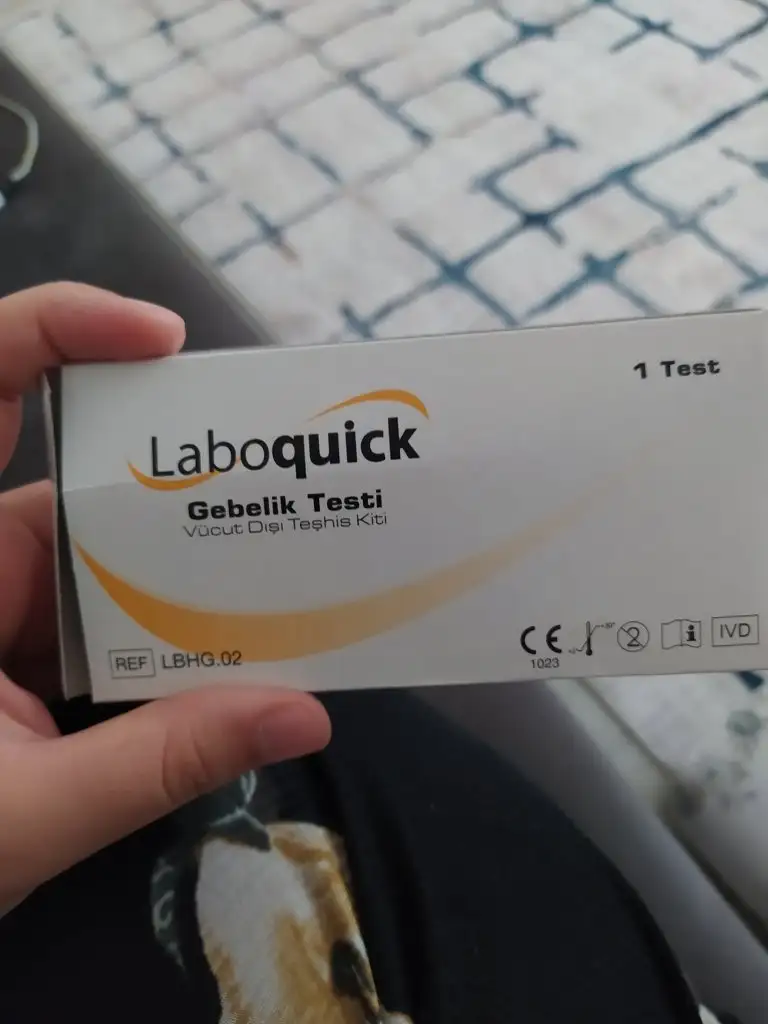 1 Test
Laboquick
Gebelik Testi
Vücut Dışı Teşhis Kiti
REF LBHG.02
CE
1023
2
i
IVD